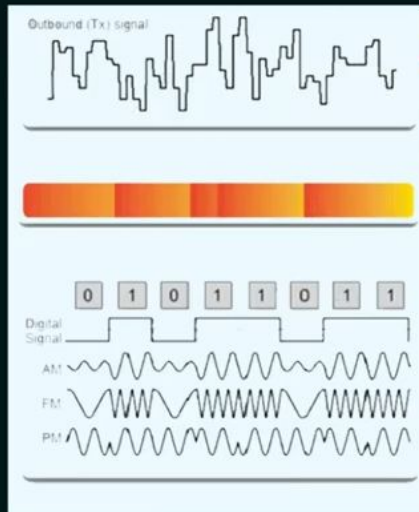 Outbound (Tx) signal
0 1 0 1 1 0 1 1
Digital
Signal
AM
FM
PM